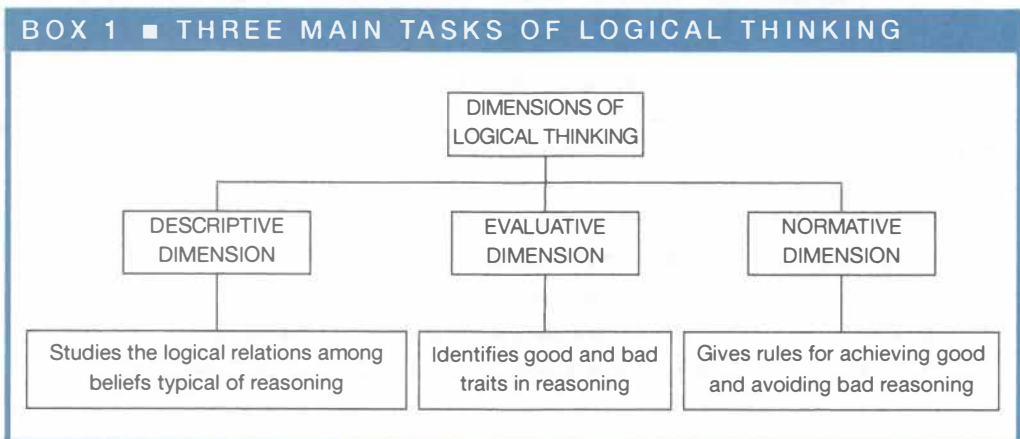 BOX 1 ■ THREE MAIN TASKS OF LOGICAL THINKING
DIMENSIONS OF
LOGICAL THINKING
DESCRIPTIVE
DIMENSION
EVALUATIVE
DIMENSION
NORMATIVE
DIMENSION
Studies the logical relations among
beliefs typical of reasoning
Identifies good and bad
traits in reasoning
Gives rules for achieving good
and avoiding bad reasoning